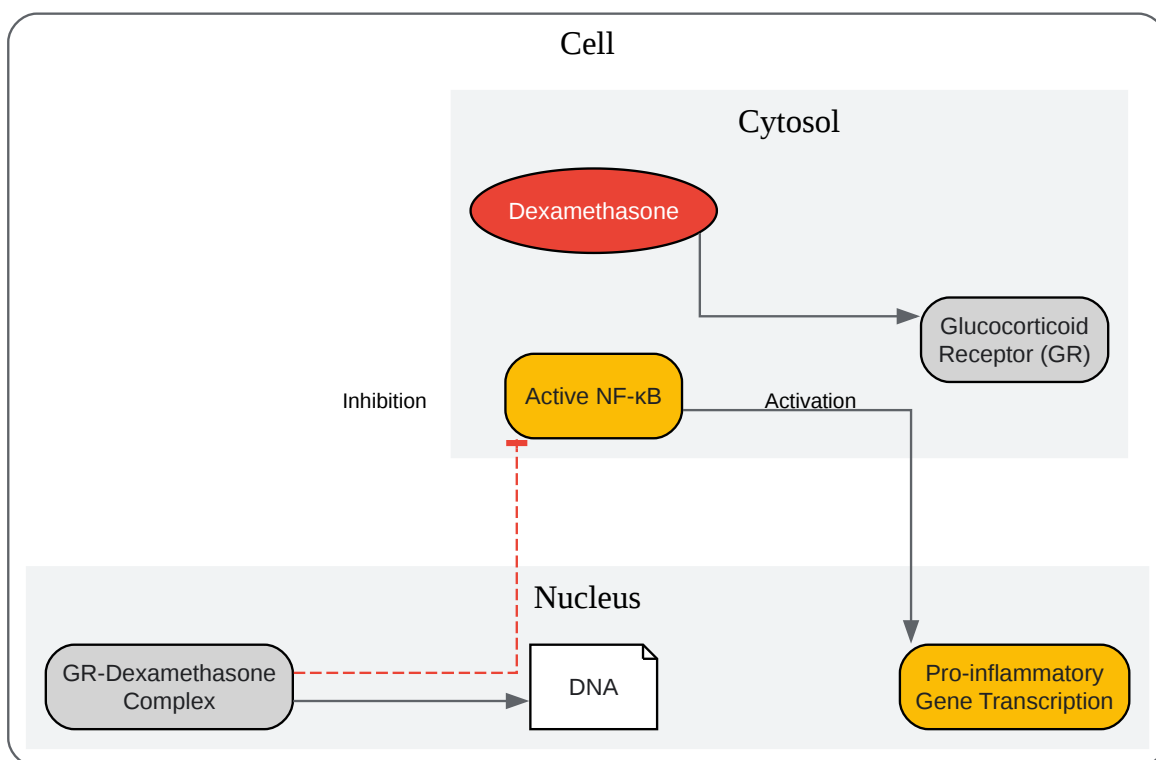 Cell
Cytosol
Dexamethasone
Glucocorticoid
Receptor (GR)
Active NF-κB
Inhibition
Activation
Nucleus
GR-Dexamethasone
Complex
DNA
Pro-inflammatory
Gene Transcription